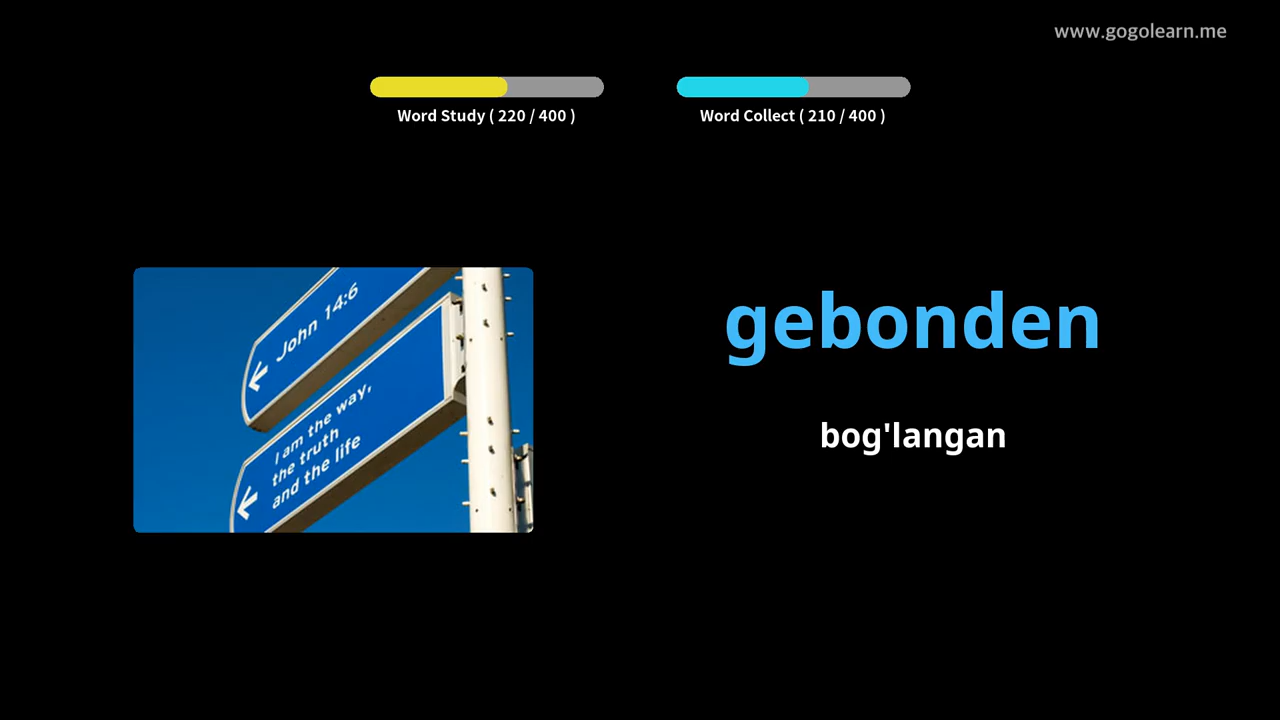 www.gogolearn.me
Word Study ( 220 / 400 )
Word Collect ( 210 / 400 )
John 14:6
I am the way,
the truth
and the life
gebonden
bog'langan